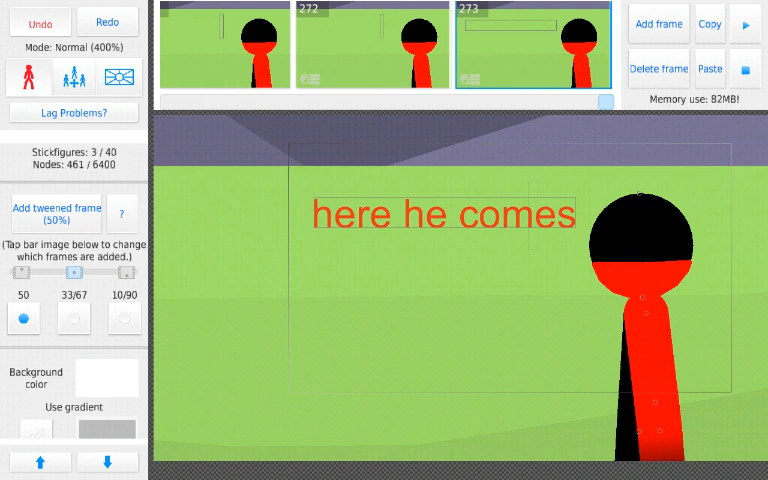 Undo
Redo
Mode: Normal (400%)
Lag Problems?
Stickfigures: 3 / 40
Nodes: 461 / 6400
Add tweened frame
(50%)
?
(Tap bar image below to change
which frames are added.)
50
33/67
10/90
Background
color
Use gradient
272
273
Add frame
Copy
Delete frame
Paste
Memory use: 82MB!
here he comes